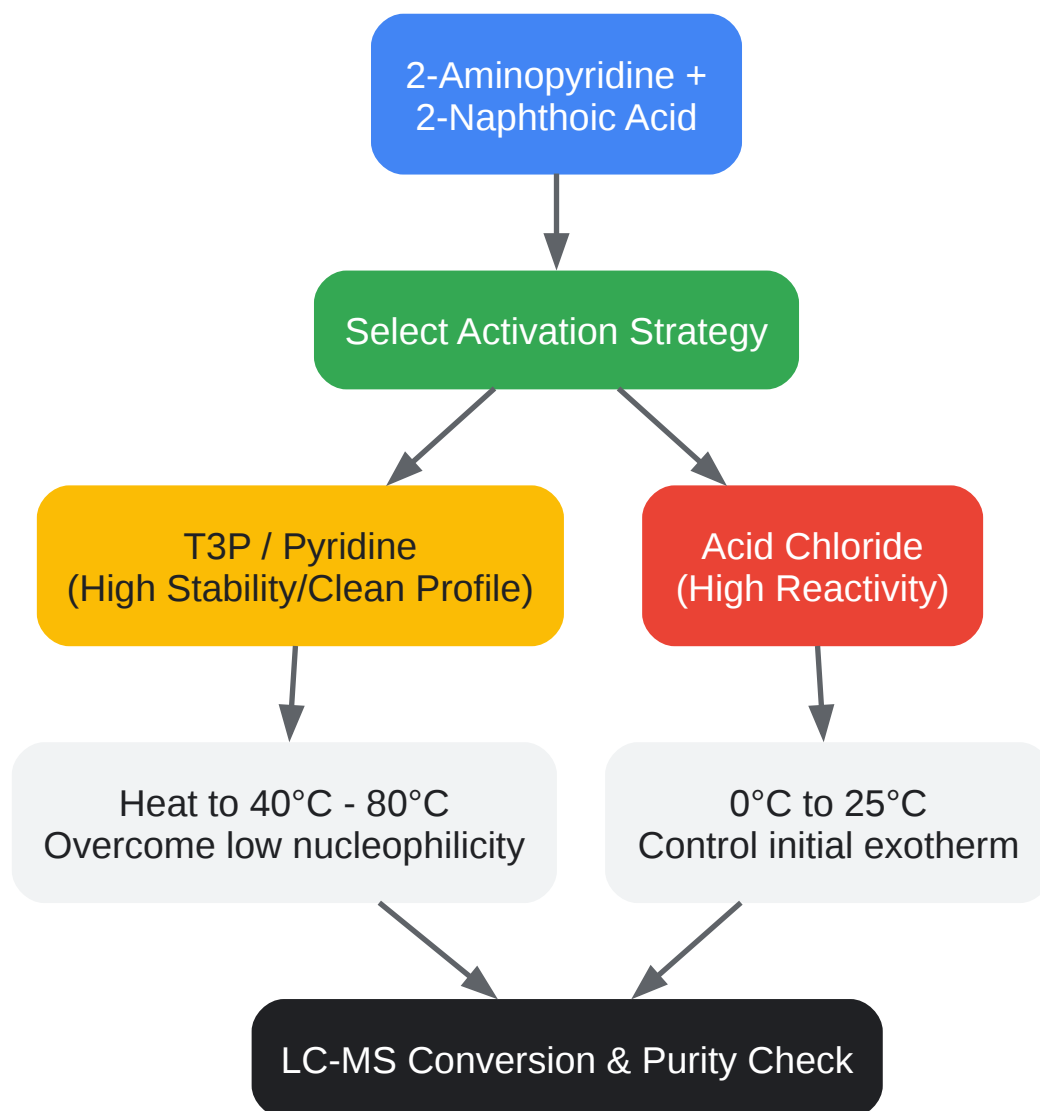 2-Aminopyridine +
2-Naphthoic Acid
Select Activation Strategy
T3P / Pyridine
(High Stability/Clean Profile)
Acid Chloride
(High Reactivity)
Heat to 40°C - 80°C
Overcome low nucleophilicity
0°C to 25°C
Control initial exotherm
LC-MS Conversion & Purity Check